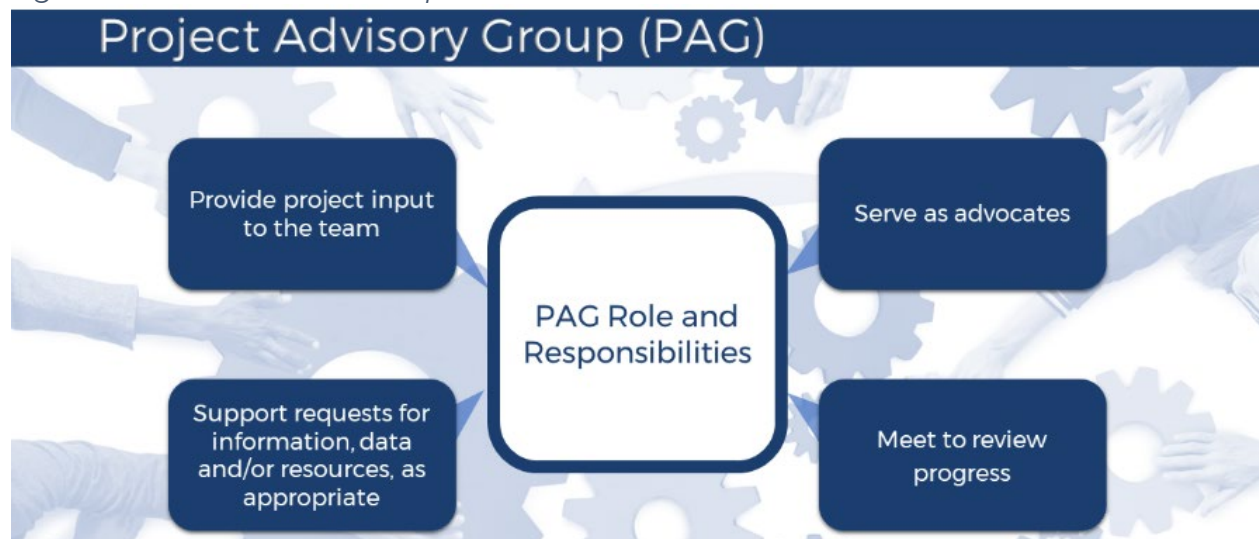 Project Advisory Group (PAG)
Provide project input
to the team
Serve as advocates
PAG Role and
Responsibilities
Support requests for
information, data
and/or resources, as
appropriate
Meet to review
progress